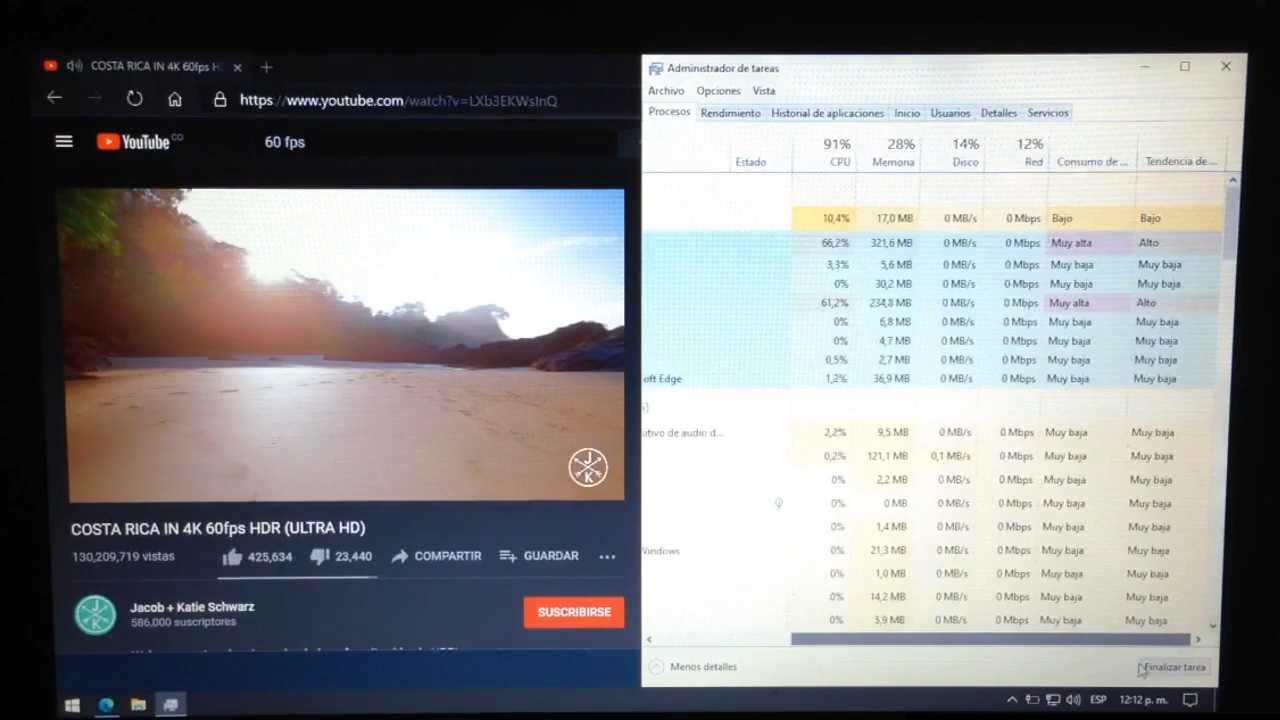 COSTA RICA IN 4K 60fps H
https://www.youtube.com/watch?v=LXb3EKWsInQ
YouTube CO
60 fps
JK
COSTA RICA IN 4K 60fps HDR (ULTRA HD)
130,209,719 vistas
425,634
23,440
COMPARTIR
GUARDAR
Jacob + Katie Schwarz
586,000 suscriptores
SUSCRIBIRSE
Administrador de tareas
Archivo Opciones Vista
Procesos Rendimiento Historial de aplicaciones Inicio Usuarios Detalles Servicios
91% 28% 14% 12%
Estado CPU Memoria Disco Red Consumo de ... Tendencia de ...
10,4% 17,0 MB 0 MB/s 0 Mbps Bajo Bajo
66,2% 321,6 MB 0 MB/s 0 Mbps Muy alta Alto
3,3% 5,6 MB 0 MB/s 0 Mbps Muy baja Muy baja
0% 30,2 MB 0 MB/s 0 Mbps Muy baja Muy baja
61,2% 234,8 MB 0 MB/s 0 Mbps Muy alta Alto
0% 6,8 MB 0 MB/s 0 Mbps Muy baja Muy baja
0% 4,7 MB 0 MB/s 0 Mbps Muy baja Muy baja
0,5% 2,7 MB 0 MB/s 0 Mbps Muy baja Muy baja
oft Edge 1,2% 36,9 MB 0 MB/s 0 Mbps Muy baja Muy baja
utivo de audio d... 2,2% 9,5 MB 0 MB/s 0 Mbps Muy baja Muy baja
0,2% 121,1 MB 0,1 MB/s 0 Mbps Muy baja Muy baja
0% 2,2 MB 0 MB/s 0 Mbps Muy baja Muy baja
0% 0 MB 0 MB/s 0 Mbps Muy baja Muy baja
0% 1,4 MB 0 MB/s 0 Mbps Muy baja Muy baja
Windows 0% 21,3 MB 0 MB/s 0 Mbps Muy baja Muy baja
0% 1,0 MB 0 MB/s 0 Mbps Muy baja Muy baja
0% 14,2 MB 0 MB/s 0 Mbps Muy baja Muy baja
0% 5,9 MB 0 MB/s 0 Mbps Muy baja Muy baja
Menos detalles
Finalizar tarea
ESP 12:12 p. m.